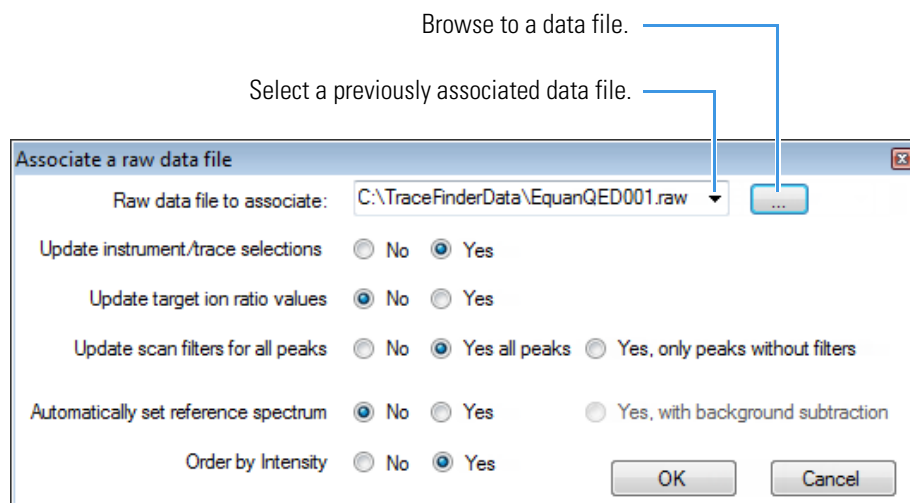 Browse to a data file.
Select a previously associated data file.
Associate a raw data file
Raw data file to associate: C:\TraceFinderData\EquanQED001.raw ...
Update instrument/trace selections No Yes
Update target ion ratio values No Yes
Update scan filters for all peaks No Yes all peaks Yes, only peaks without filters
Automatically set reference spectrum No Yes Yes, with background subtraction
Order by Intensity No Yes
OK Cancel